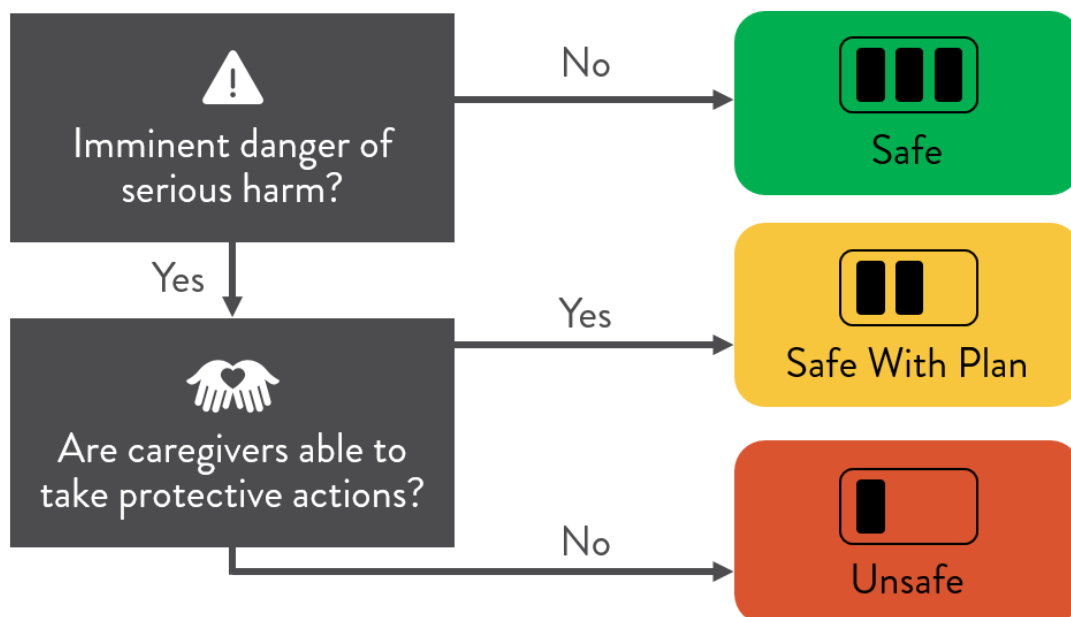 Imminent danger of
serious harm?
No
Safe
Yes
Yes
Safe With Plan
Are caregivers able to
take protective actions?
No
Unsafe